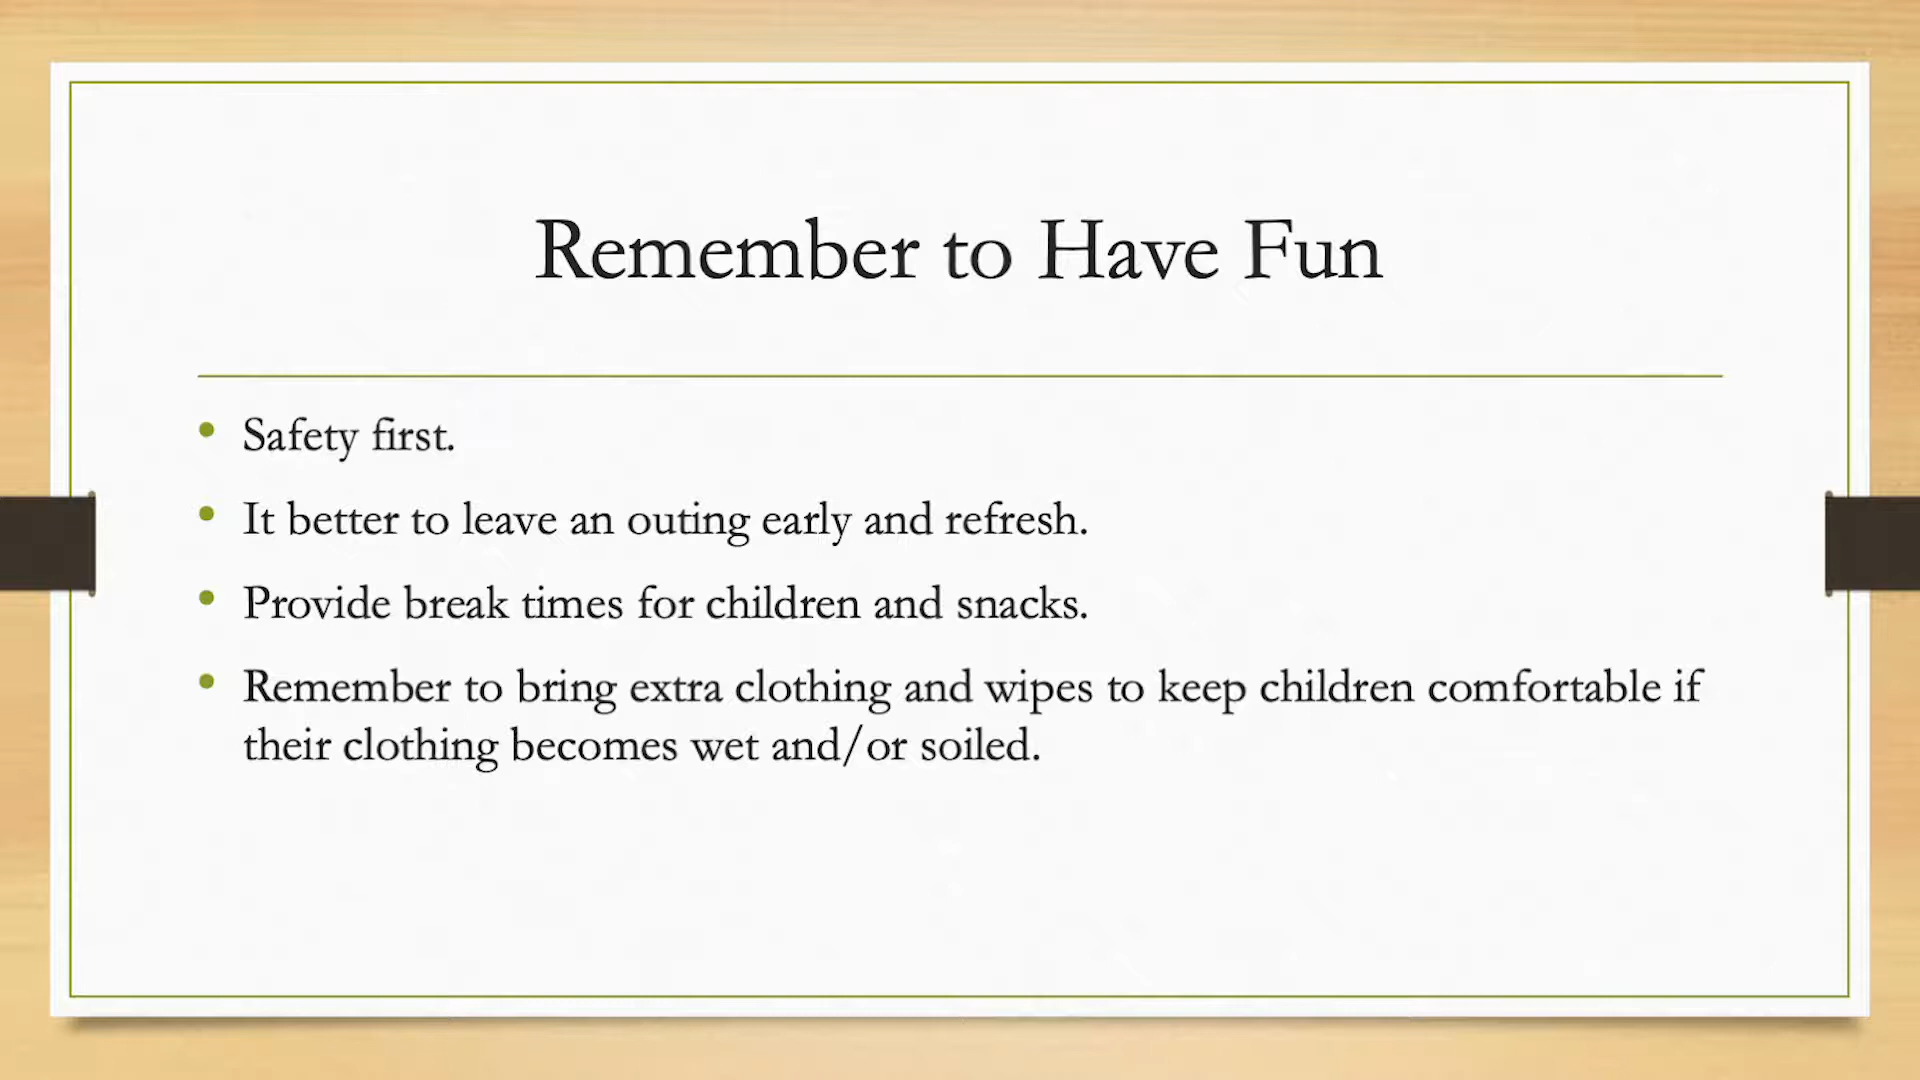 Remember to Have Fun
• Safety first.
• It better to leave an outing early and refresh.
• Provide break times for children and snacks.
• Remember to bring extra clothing and wipes to keep children comfortable if
their clothing becomes wet and/or soiled.